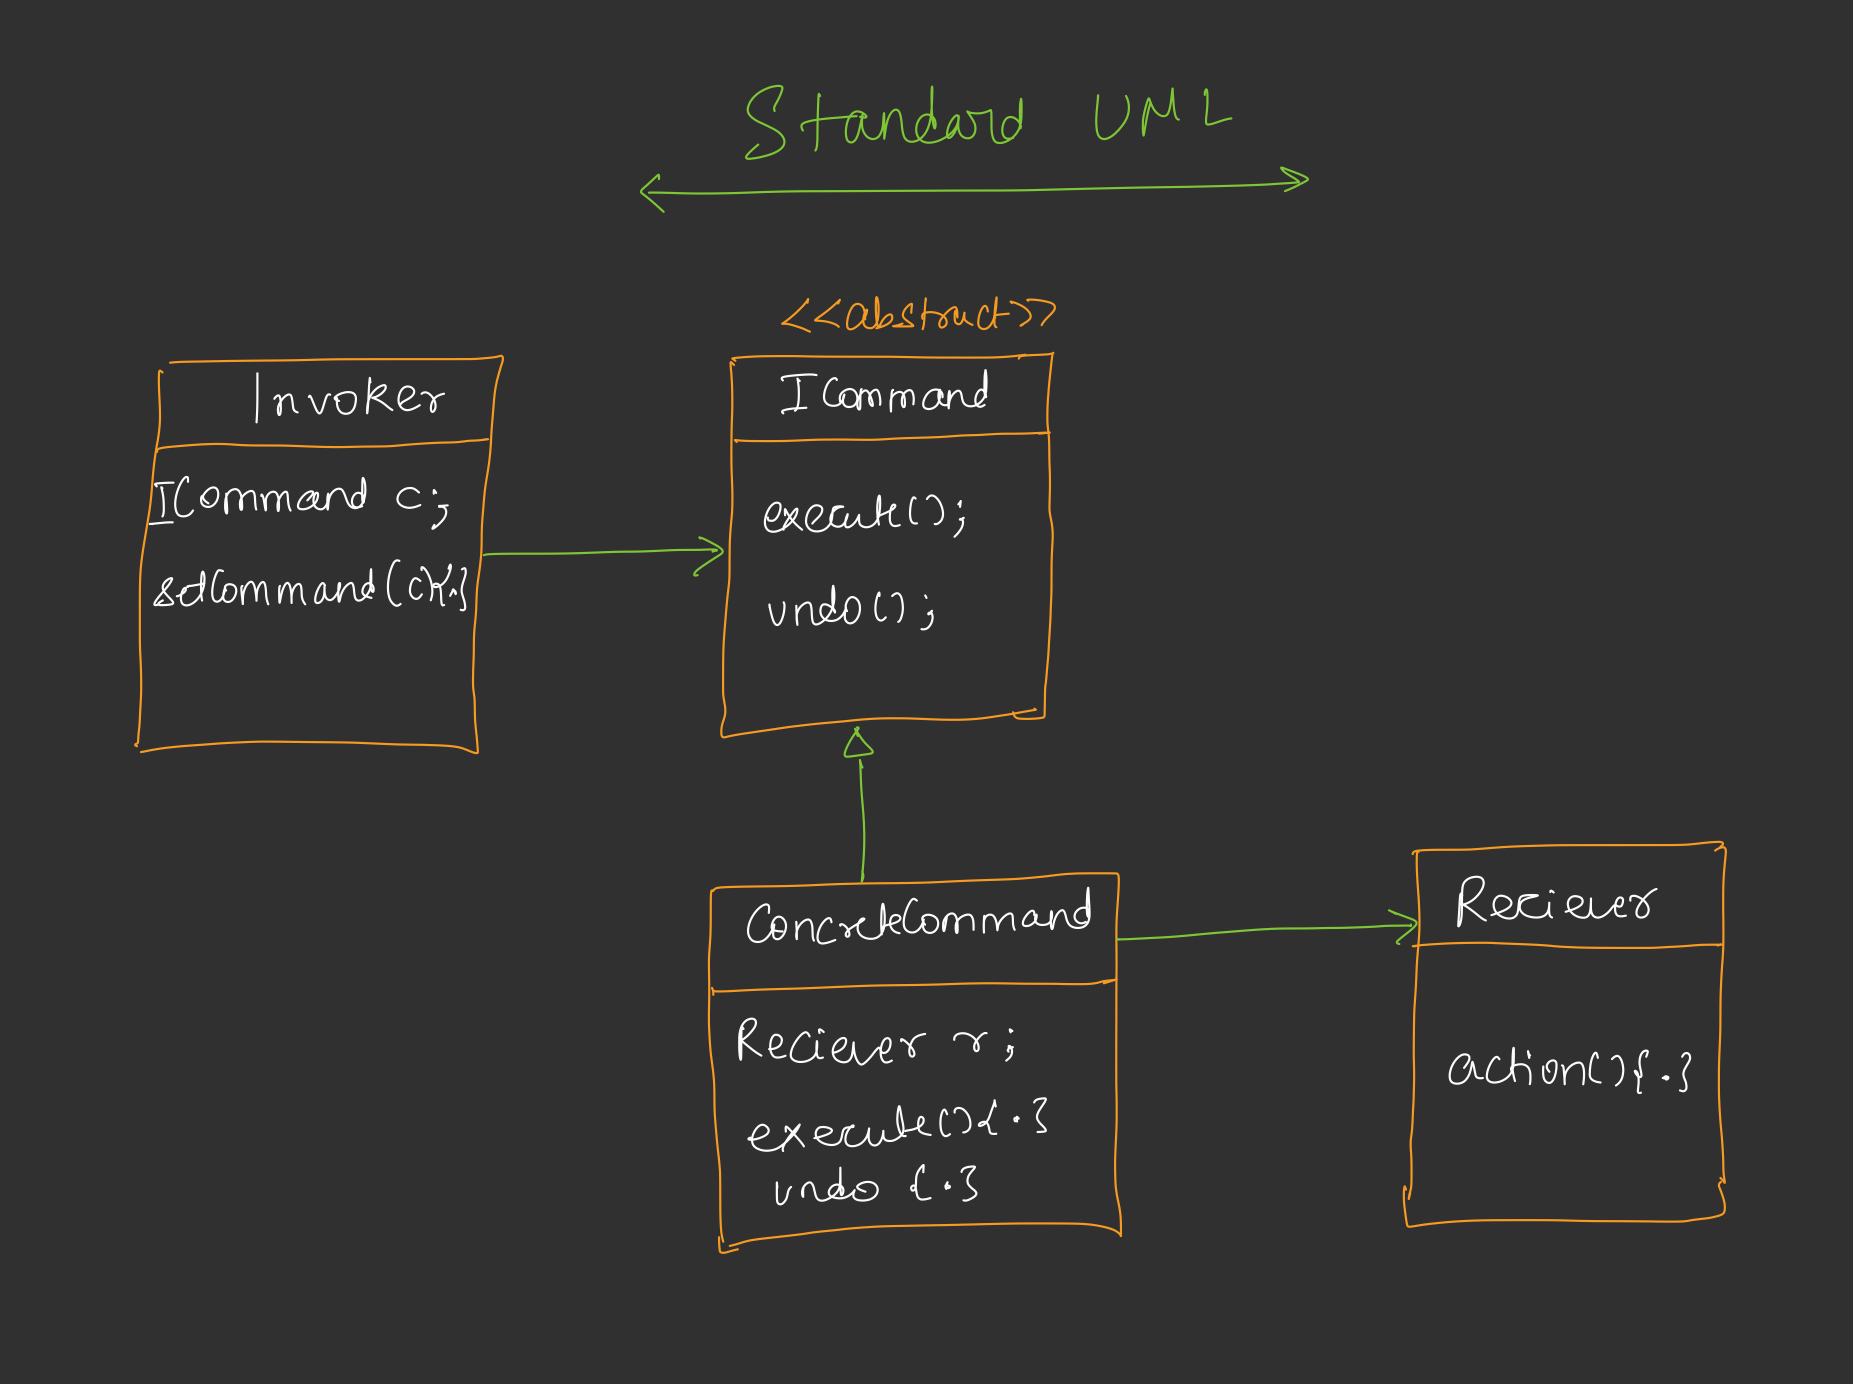 Standard UML
<<abstract>>
Invoker
ICommand c;
setCommand(c){.}
ICommand
execute();
undo();
ConcreteCommand
Reciever r;
execute(){.}
undo {.}
Reciever
action(){.}